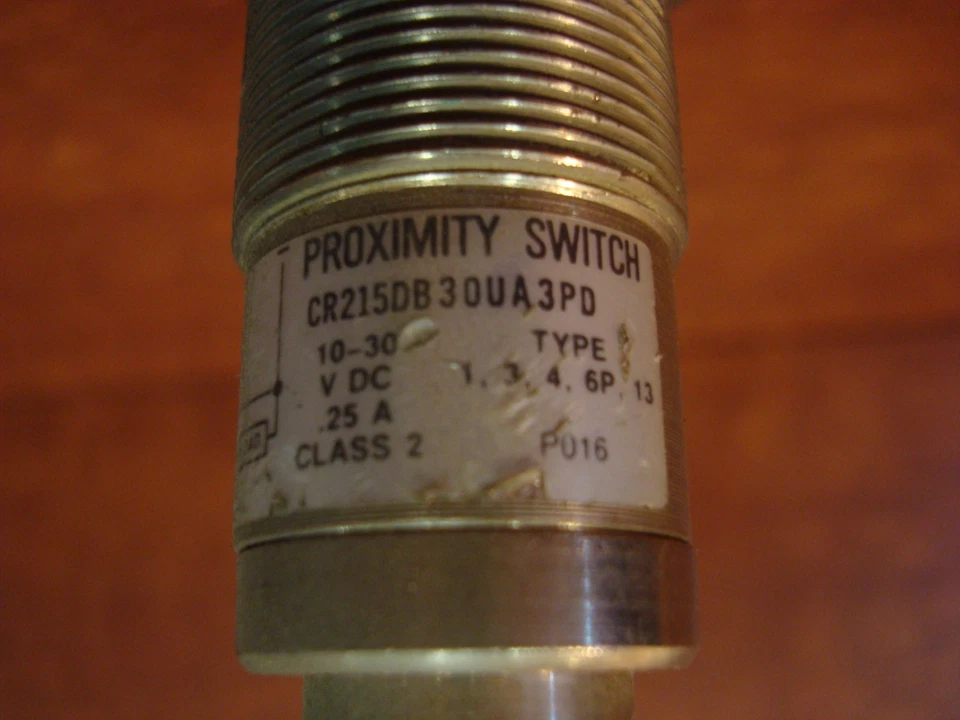 PROXIMITY SWITCH
CR215DB30UA3PD
10-30 TYPE
V DC 1, 3, 4, 6P, 13
.25 A
CLASS 2 P016